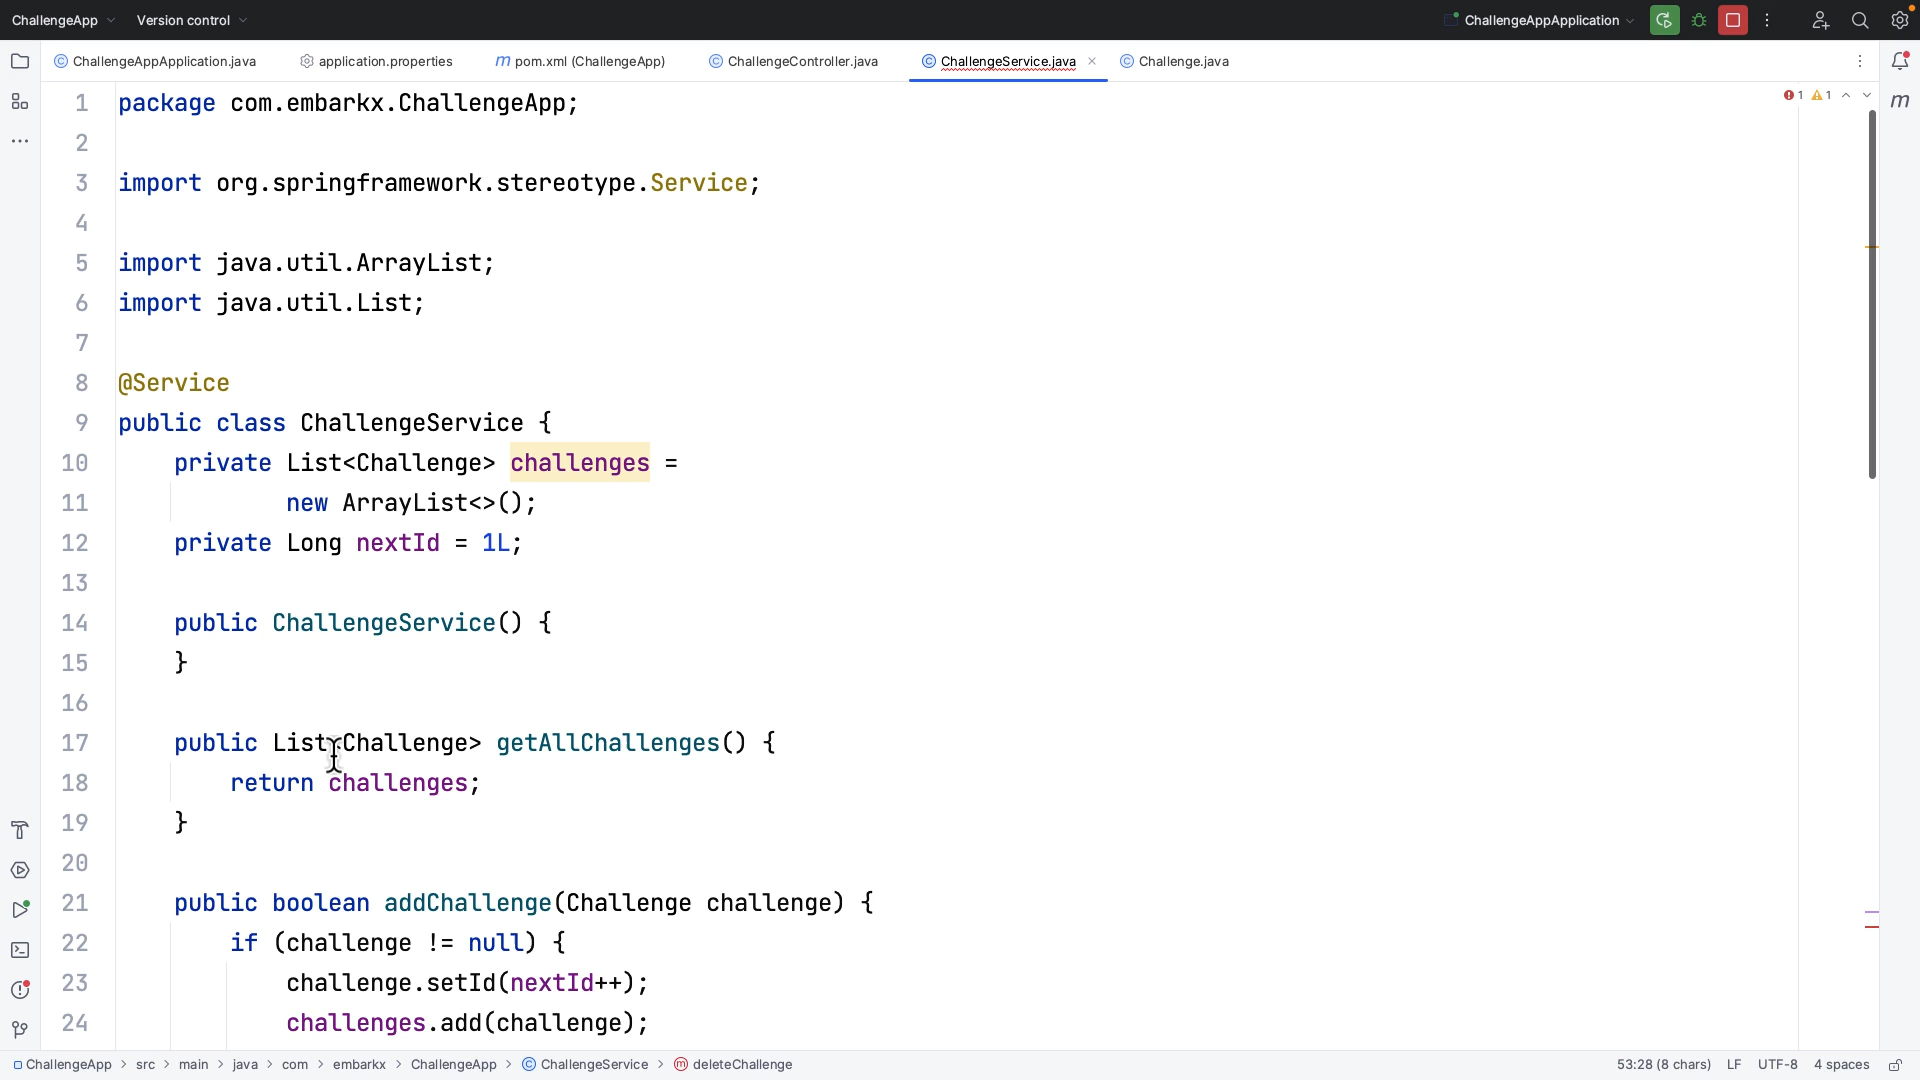 ChallengeApp Version control ChallengeAppApplication
ChallengeAppApplication.java application.properties m pom.xml (ChallengeApp) ChallengeController.java ChallengeService.java Challenge.java
1 package com.embarkx.ChallengeApp; 1 1
2
3 import org.springframework.stereotype.Service;
4
5 import java.util.ArrayList;
6 import java.util.List;
7
8 @Service
9 public class ChallengeService {
10 private List<Challenge> challenges =
11 new ArrayList<>();
12 private Long nextId = 1L;
13
14 public ChallengeService() {
15 }
16
17 public List<Challenge> getAllChallenges() {
18 return challenges;
19 }
20
21 public boolean addChallenge(Challenge challenge) {
22 if (challenge != null) {
23 challenge.setId(nextId++);
24 challenges.add(challenge);
ChallengeApp > src > main > java > com > embarkx > ChallengeApp > ChallengeService > deleteChallenge 53:28 (8 chars) LF UTF-8 4 spaces